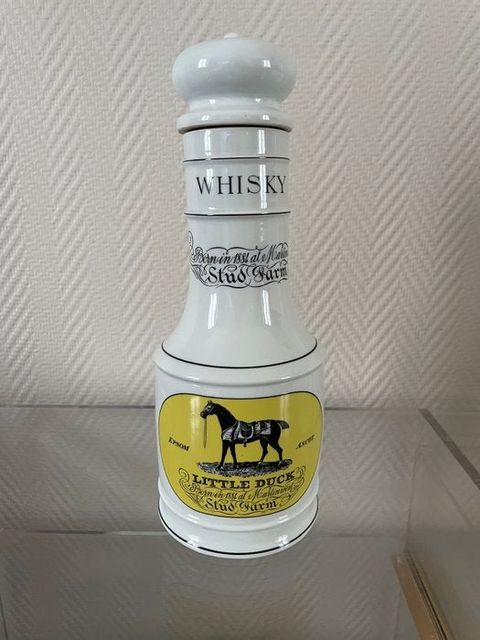 WHISKY
Born in 1881 at
Stud Farm
EPSOM
ASCOT
LITTLE DUCK
Born in 1881 at
Stud Farm